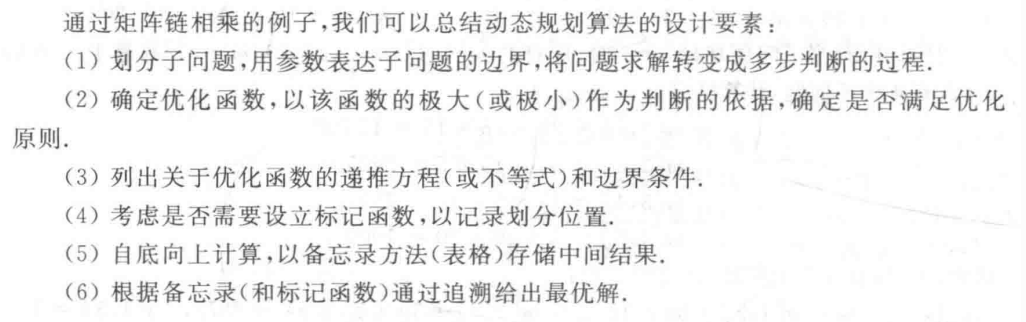 通过矩阵链相乘的例子,我们可以总结动态规划算法的设计要素:
(1) 划分子问题,用参数表达子问题的边界,将问题求解转变成多步判断的过程.
(2) 确定优化函数,以该函数的极大(或极小)作为判断的依据,确定是否满足优化
原则.
(3) 列出关于优化函数的递推方程(或不等式)和边界条件.
(4) 考虑是否需要设立标记函数,以记录划分位置.
(5) 自底向上计算,以备忘录方法(表格)存储中间结果.
(6) 根据备忘录(和标记函数)通过追溯给出最优解.